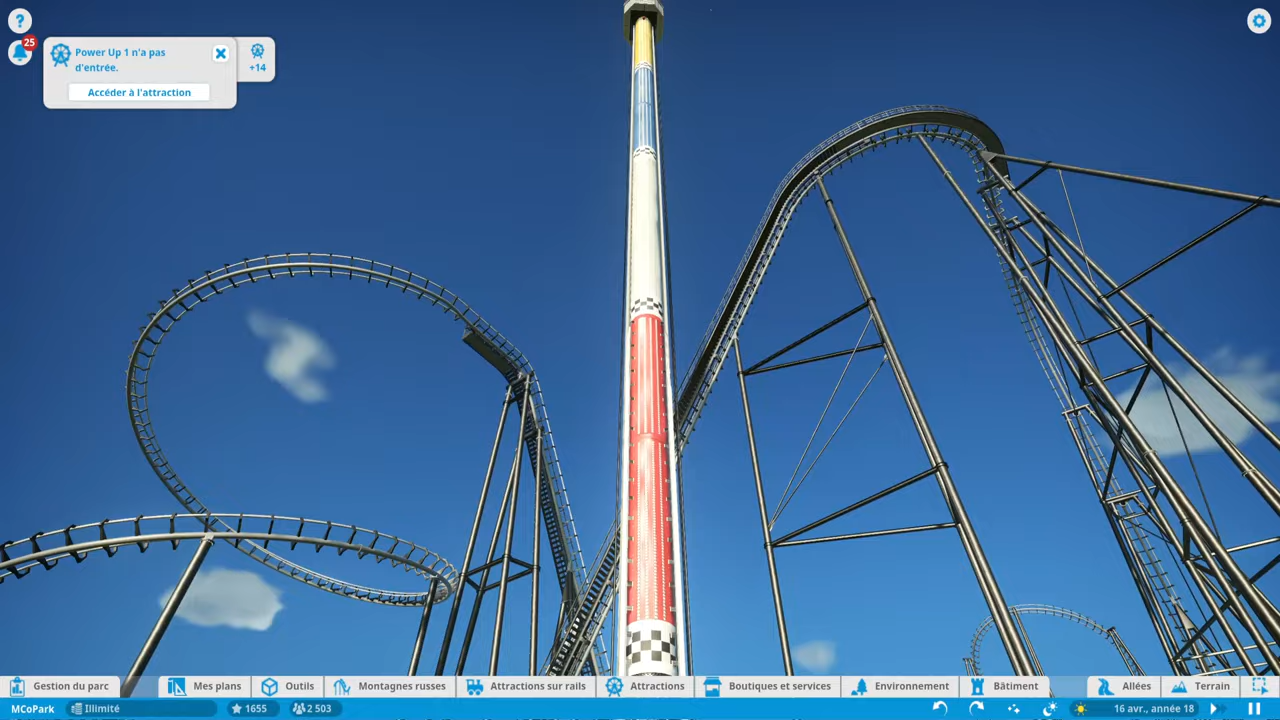 ?
25
Power Up 1 n'a pas
d'entrée.
+14
Accéder à l'attraction
Gestion du parc
Mes plans
Outils
Montagnes russes
Attractions sur rails
Attractions
Boutiques et services
Environnement
Bâtiment
Allées
Terrain
MCoPark
Illimité
1655
2 503
16 avr., année 18